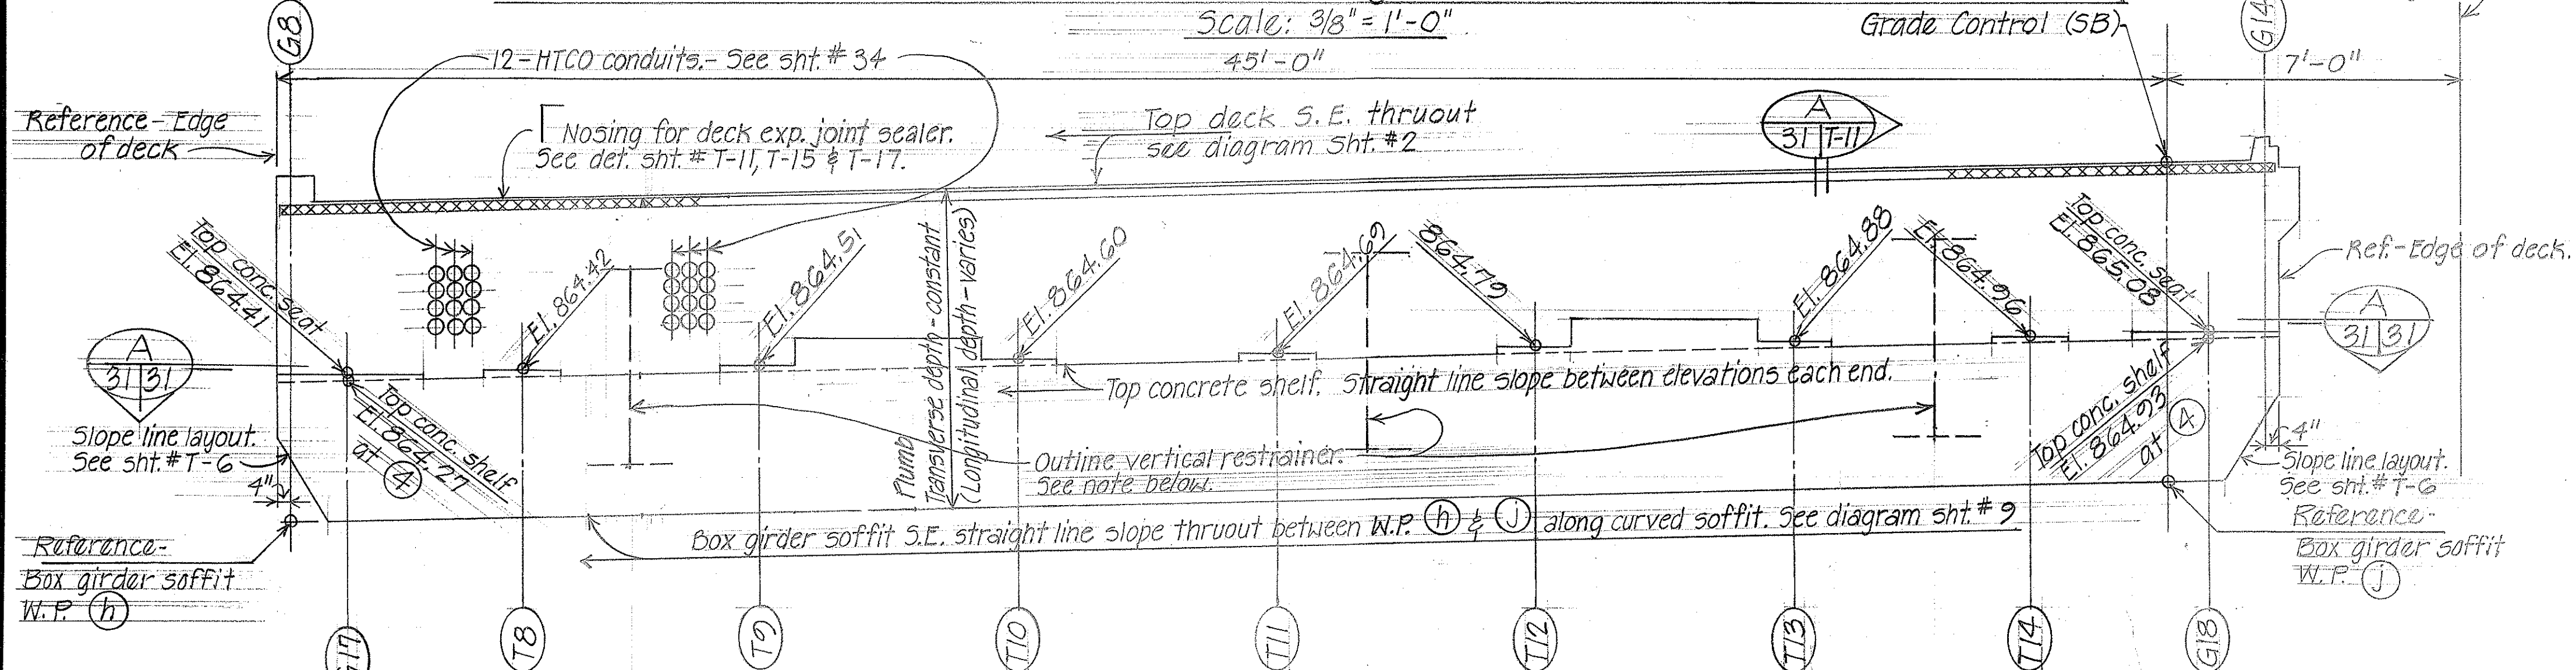 Scale: 3/8" = 1'-0"
G8
G14
Grade Control (SB)
12-HTCO conduits.- See sht. # 34
45'-0"
7'-0"
Reference- Edge
of deck
Nosing for deck exp. joint sealer.
See det. sht. # T-11, T-15 & T-17.
Top deck S.E. thruout
see diagram Sht. #2
A
31 T-11
Top conc. seat
El. 864.41
El. 864.42
El. 864.51
El. 864.60
El. 864.69
864.79
El. 864.88
El. 864.96
Top conc. seat
El. 865.08
Ref.-Edge of deck.
Plumb
Transverse depth - constant
(Longitudinal depth - varies)
A
31 31
A
31 31
Top concrete shelf. Straight line slope between elevations each end.
Top conc. shelf
El. 864.27
at 4
Top conc. shelf
El. 864.93
at 4
Slope line layout.
See sht. # T-6
4"
4"
Slope line layout.
See sht. # T-6
Outline vertical restrainer.
See note below.
Box girder soffit S.E. straight line slope thruout between W.P. h & j along curved soffit. See diagram sht. # 9
Reference-
Box girder soffit
W.P. h
Reference-
Box girder soffit
W.P. j
G17
T8
T9
T10
T11
T12
T13
T14
G18